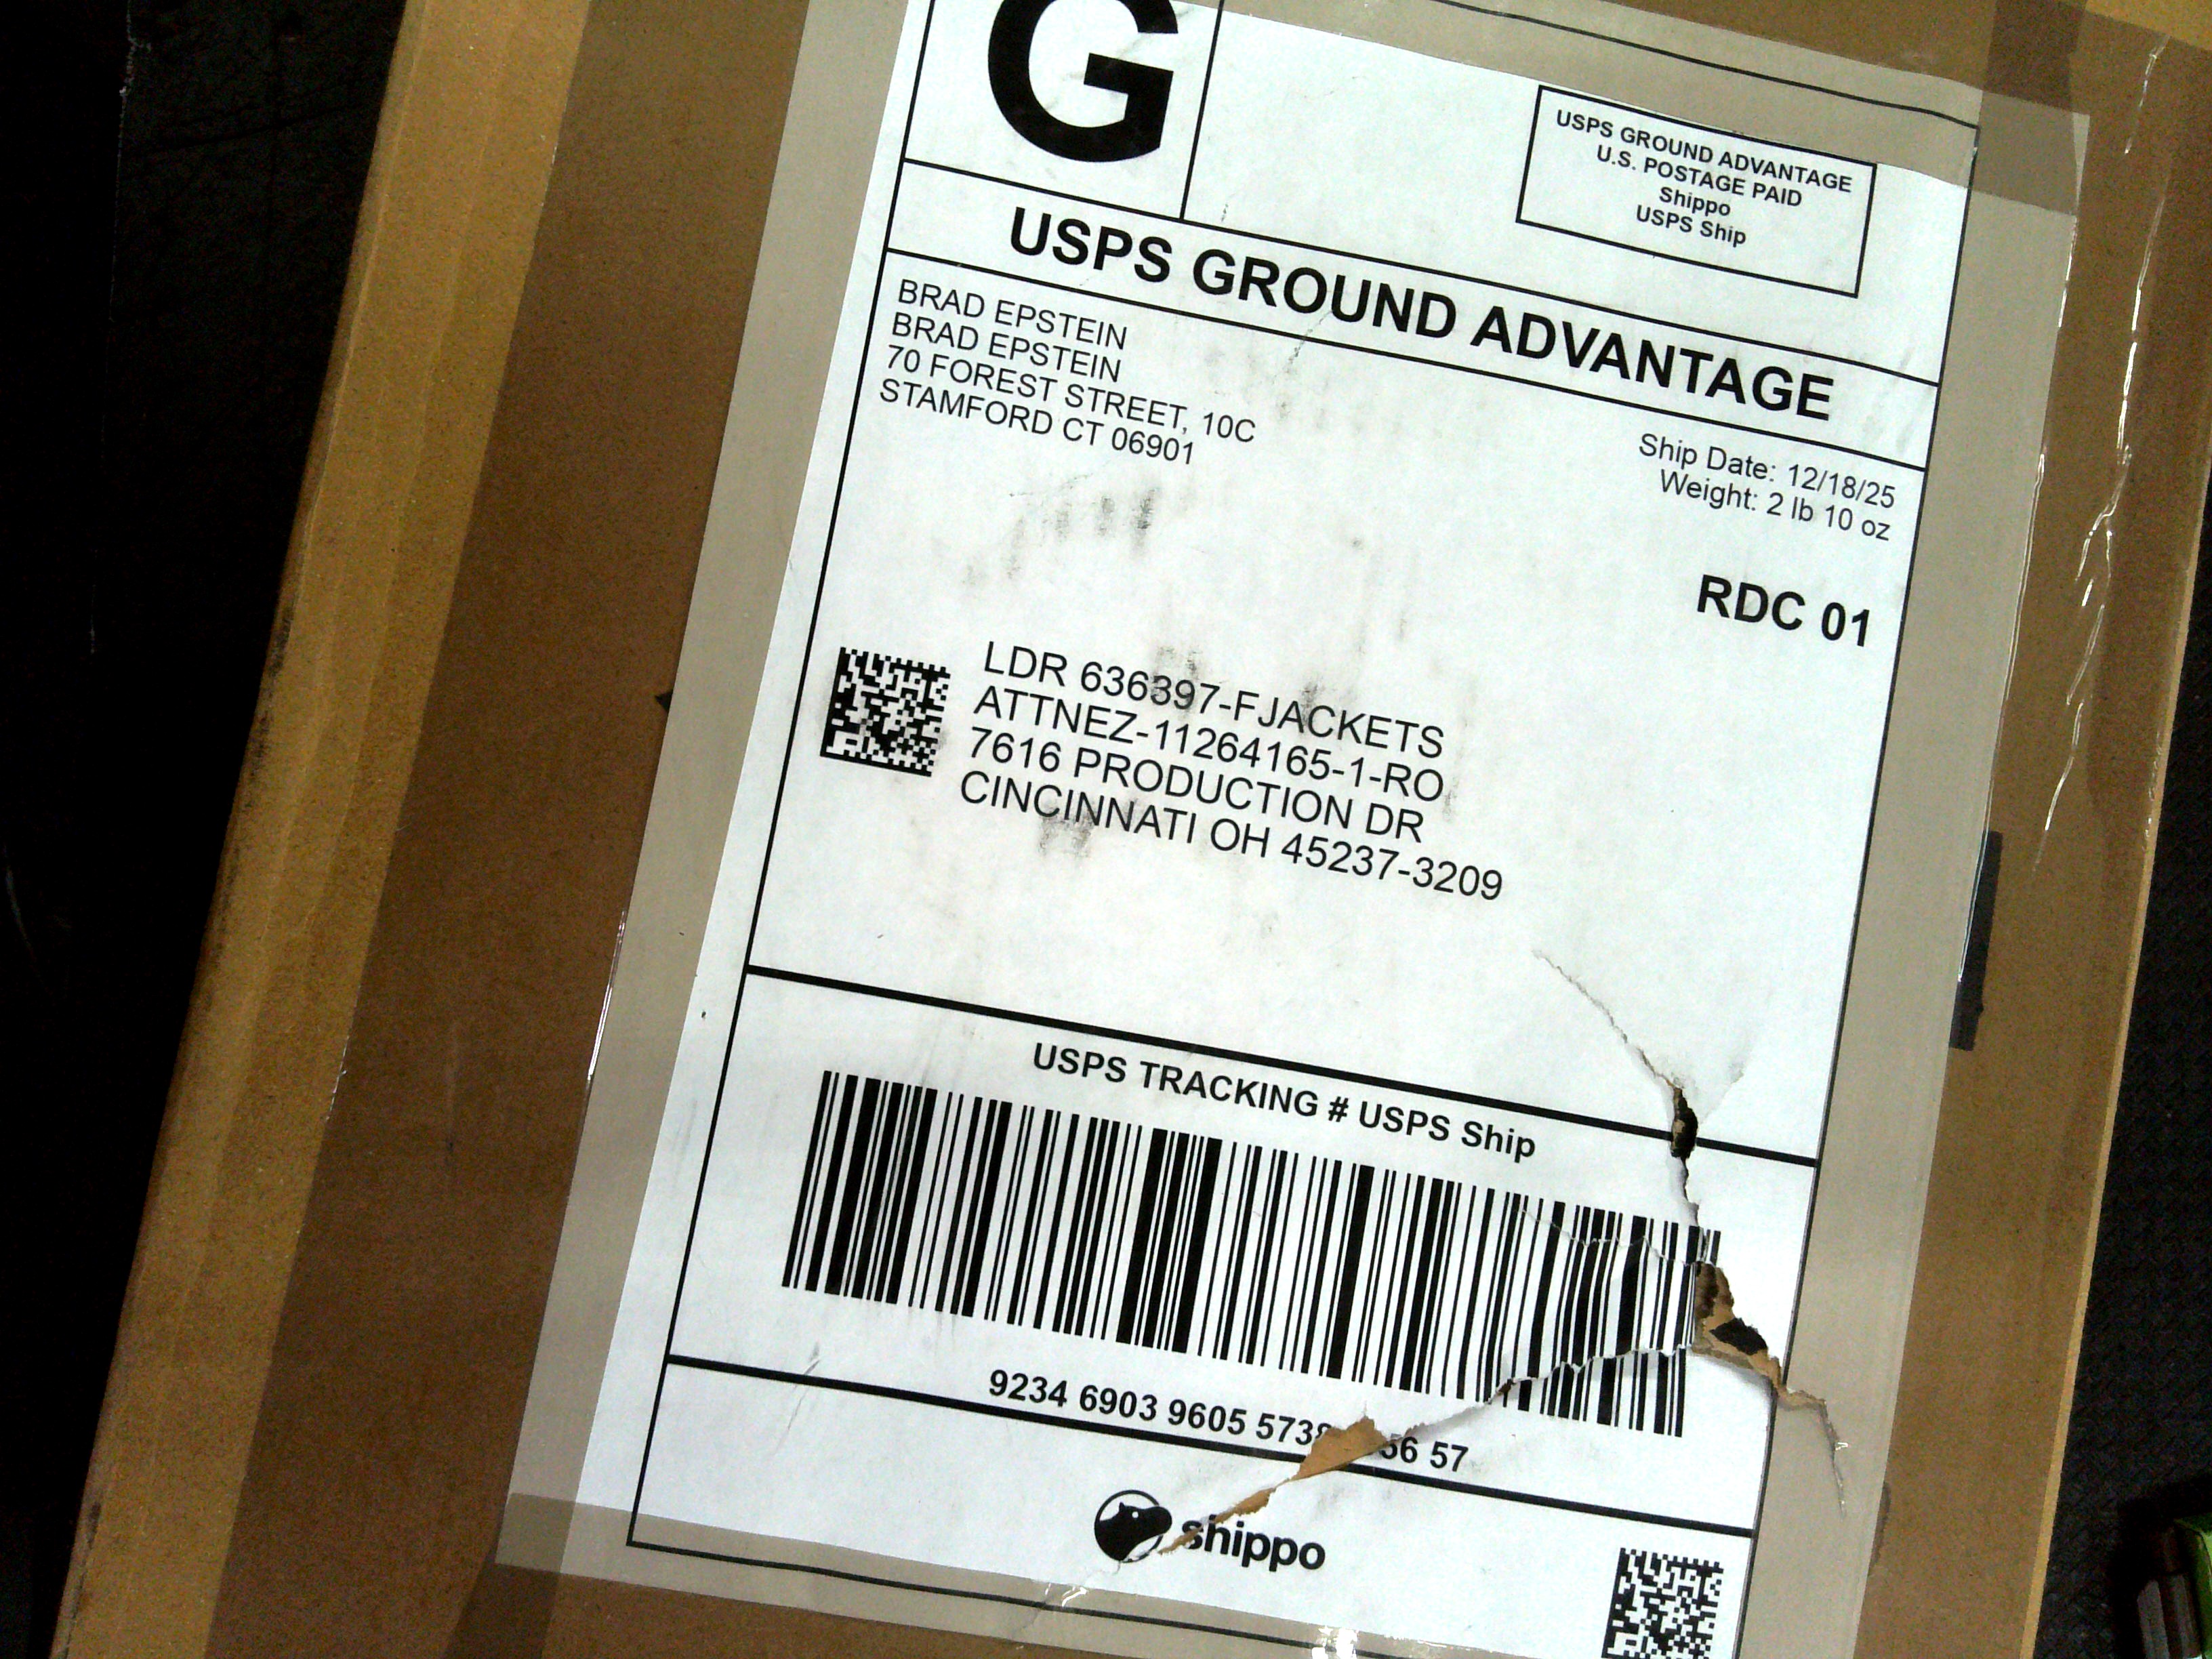 G
USPS GROUND ADVANTAGE
U.S. POSTAGE PAID
Shippo
USPS Ship
USPS GROUND ADVANTAGE
BRAD EPSTEIN
BRAD EPSTEIN
70 FOREST STREET, 10C
STAMFORD CT 06901
Ship Date: 12/18/25
Weight: 2 lb 10 oz
RDC 01
LDR 636397-FJACKETS
ATTNEZ-11264165-1-RO
7616 PRODUCTION DR
CINCINNATI OH 45237-3209
USPS TRACKING # USPS Ship
9234 6903 9605 57
shippo